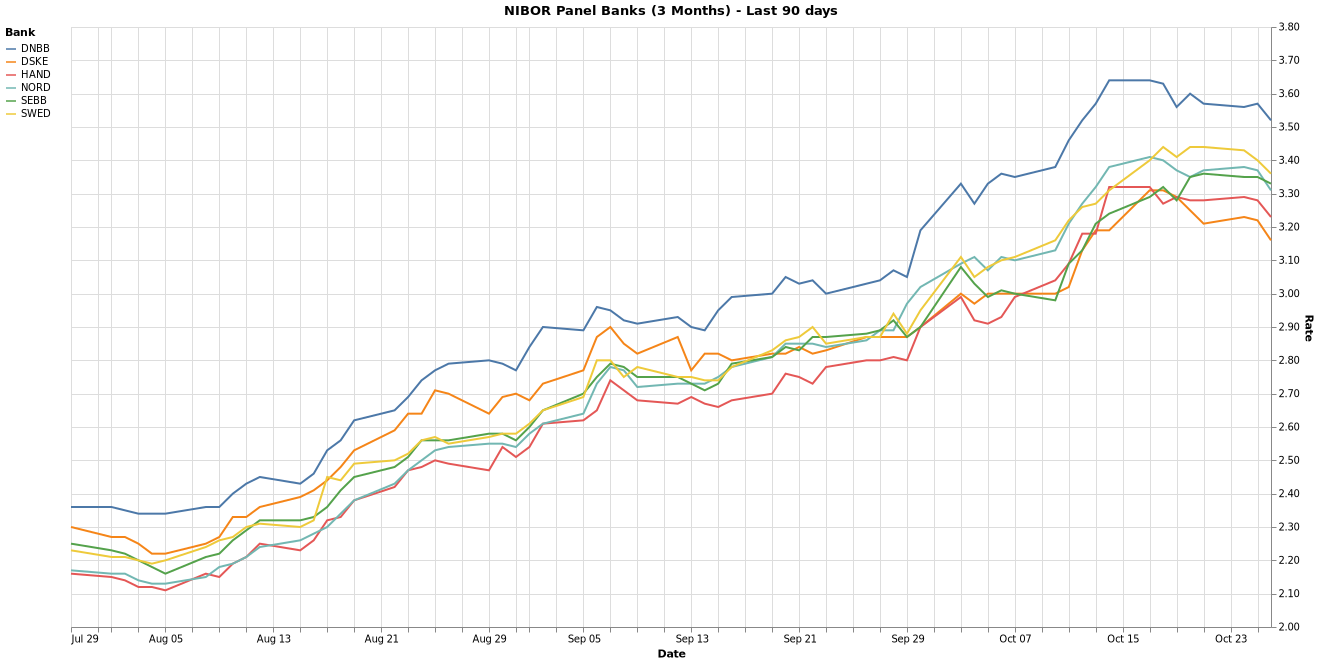 NIBOR Panel Banks (3 Months) - Last 90 days
Bank
DNBB
DSKE
HAND
NORD
SEBB
SWED
3.80
3.70
3.60
3.50
3.40
3.30
3.20
3.10
3.00
2.90
2.80
2.70
2.60
2.50
2.40
2.30
2.20
2.10
2.00
Rate
Jul 29 Aug 05 Aug 13 Aug 21 Aug 29 Sep 05 Sep 13 Sep 21 Sep 29 Oct 07 Oct 15 Oct 23
Date